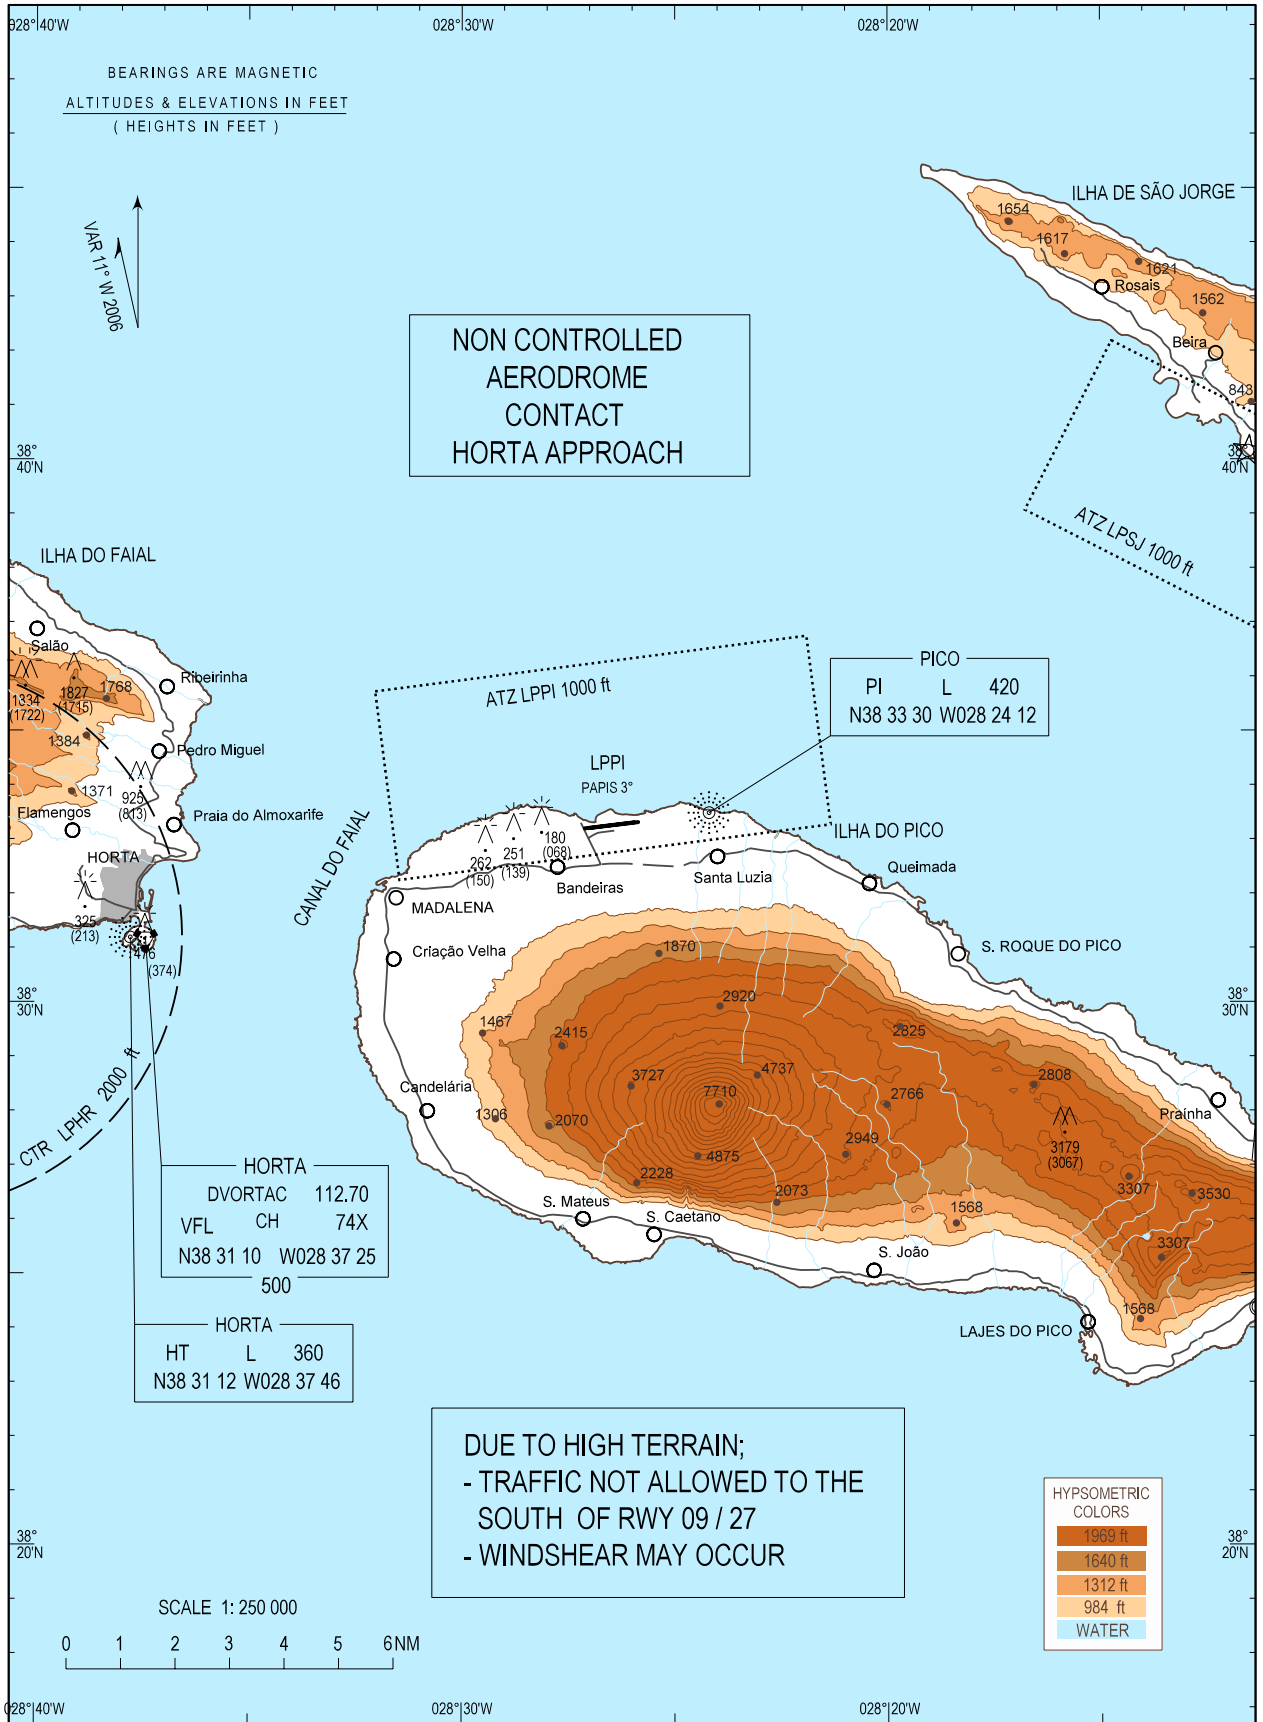 028°40'W
028°30'W
028°20'W
BEARINGS ARE MAGNETIC
ALTITUDES & ELEVATIONS IN FEET
( HEIGHTS IN FEET )
VAR 11° W 2006
ILHA DE SÃO JORGE
1654
1617
1621
Rosais
1562
Beira
843
NON CONTROLLED
AERODROME
CONTACT
HORTA APPROACH
38°
40'N
38°
40'N
ATZ LPSJ 1000 ft
ILHA DO FAIAL
Salão
Ribeirinha
1334
(1722)
1827
(1715)
1768
1384
Pedro Miguel
1371
925
(813)
Flamengos
Praia do Almoxarife
HORTA
325
(213)
476
(374)
CANAL DO FAIAL
ATZ LPPI 1000 ft
PICO
PI L 420
N38 33 30 W028 24 12
LPPI
PAPIS 3°
ILHA DO PICO
262
(150)
251
(139)
180
(068)
Bandeiras
Santa Luzia
Queimada
MADALENA
Criação Velha
S. ROQUE DO PICO
38°
30'N
38°
30'N
1870
2920
1467
2415
2825
3727
4737
2808
Candelária
7710
2766
Praínha
1306
2070
2949
3179
(3067)
4875
2228
3307
3530
2073
S. Mateus
S. Caetano
1568
S. João
3307
1568
LAJES DO PICO
CTR LPHR 2000 ft
HORTA
DVORTAC 112.70
VFL CH 74X
N38 31 10 W028 37 25
500
HORTA
HT L 360
N38 31 12 W028 37 46
DUE TO HIGH TERRAIN;
- TRAFFIC NOT ALLOWED TO THE
SOUTH OF RWY 09 / 27
- WINDSHEAR MAY OCCUR
HYPSOMETRIC
COLORS
1969 ft
1640 ft
1312 ft
984 ft
WATER
38°
20'N
38°
20'N
SCALE 1: 250 000
0 1 2 3 4 5 6NM
028°40'W
028°30'W
028°20'W